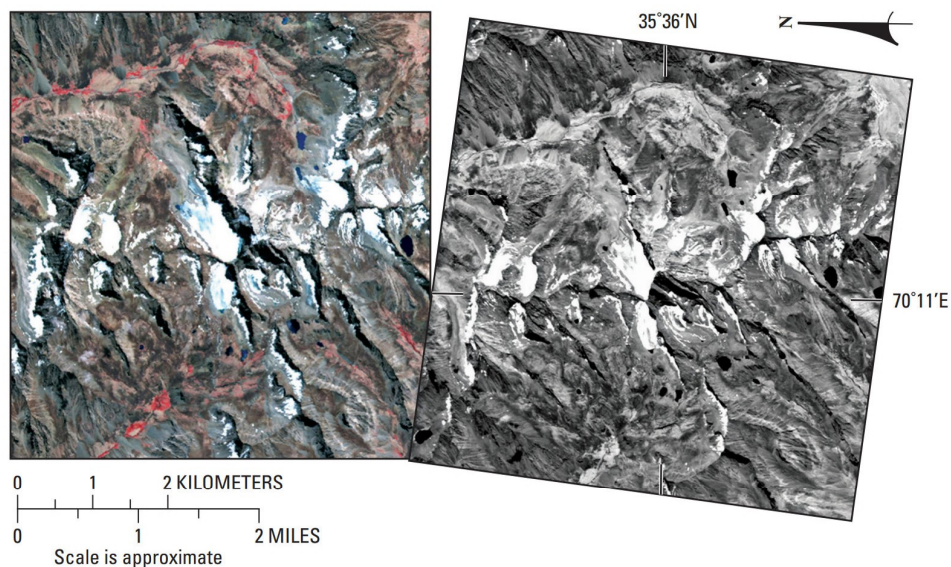 35°36′N
N
70°11′E
0 1 2 KILOMETERS
0 1 2 MILES
Scale is approximate